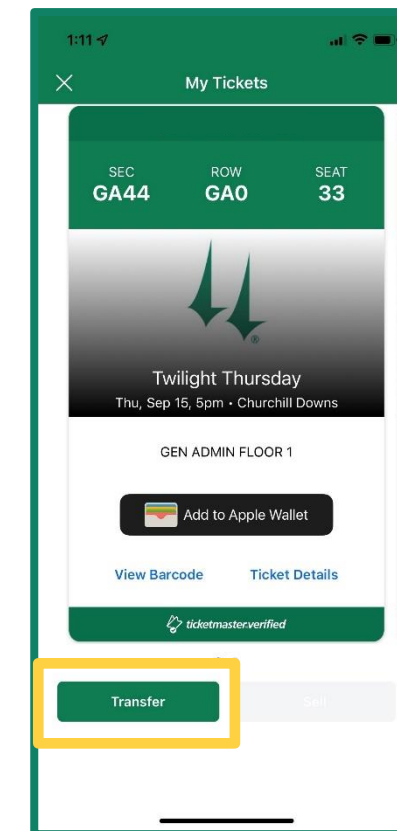 1:11
My Tickets
SEC ROW SEAT
GA44 GA0 33
Twilight Thursday
Thu, Sep 15, 5pm • Churchill Downs
GEN ADMIN FLOOR 1
Add to Apple Wallet
View Barcode Ticket Details
ticketmaster.verified
Transfer Sell